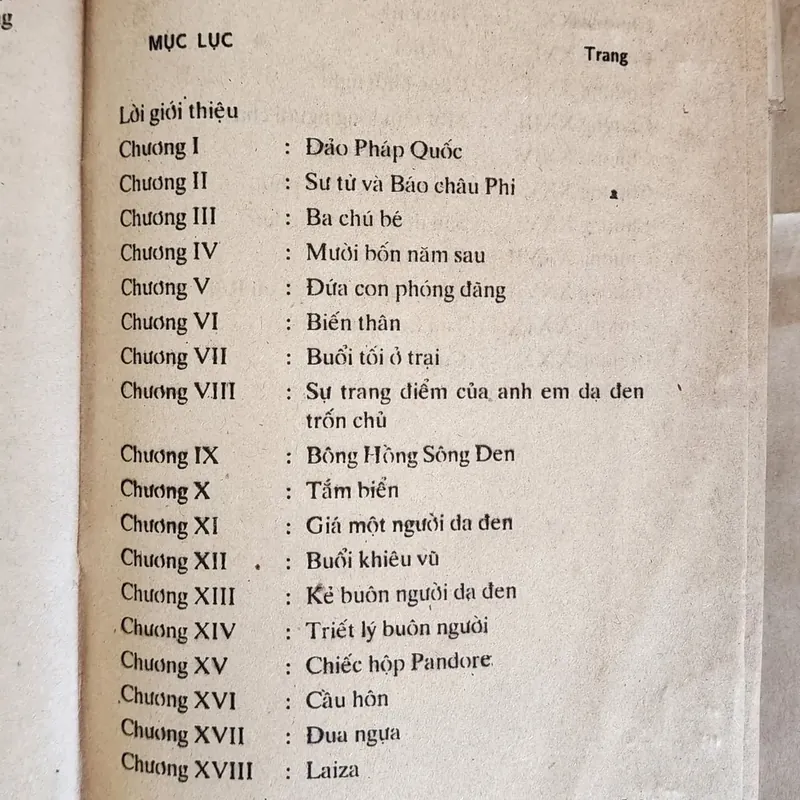 g
MỤC LỤC
Trang
Lời giới thiệu
Chương I : Đảo Pháp Quốc
Chương II : Sư tử và Báo châu Phi
Chương III : Ba chú bé
Chương IV : Mười bốn năm sau
Chương V : Đứa con phóng đãng
Chương VI : Biến thân
Chương VII : Buổi tối ở trại
Chương VIII : Sự trang điểm của anh em dạ đen
trốn chủ
Chương IX : Bông Hồng Sông Đen
Chương X : Tắm biển
Chương XI : Giá một người da đen
Chương XII : Buổi khiêu vũ
Chương XIII : Kẻ buôn người dạ đen
Chương XIV : Triết lý buôn người
Chương XV : Chiếc hộp Pandore
Chương XVI : Cầu hôn
Chương XVII : Đua ngựa
Chương XVIII : Laiza